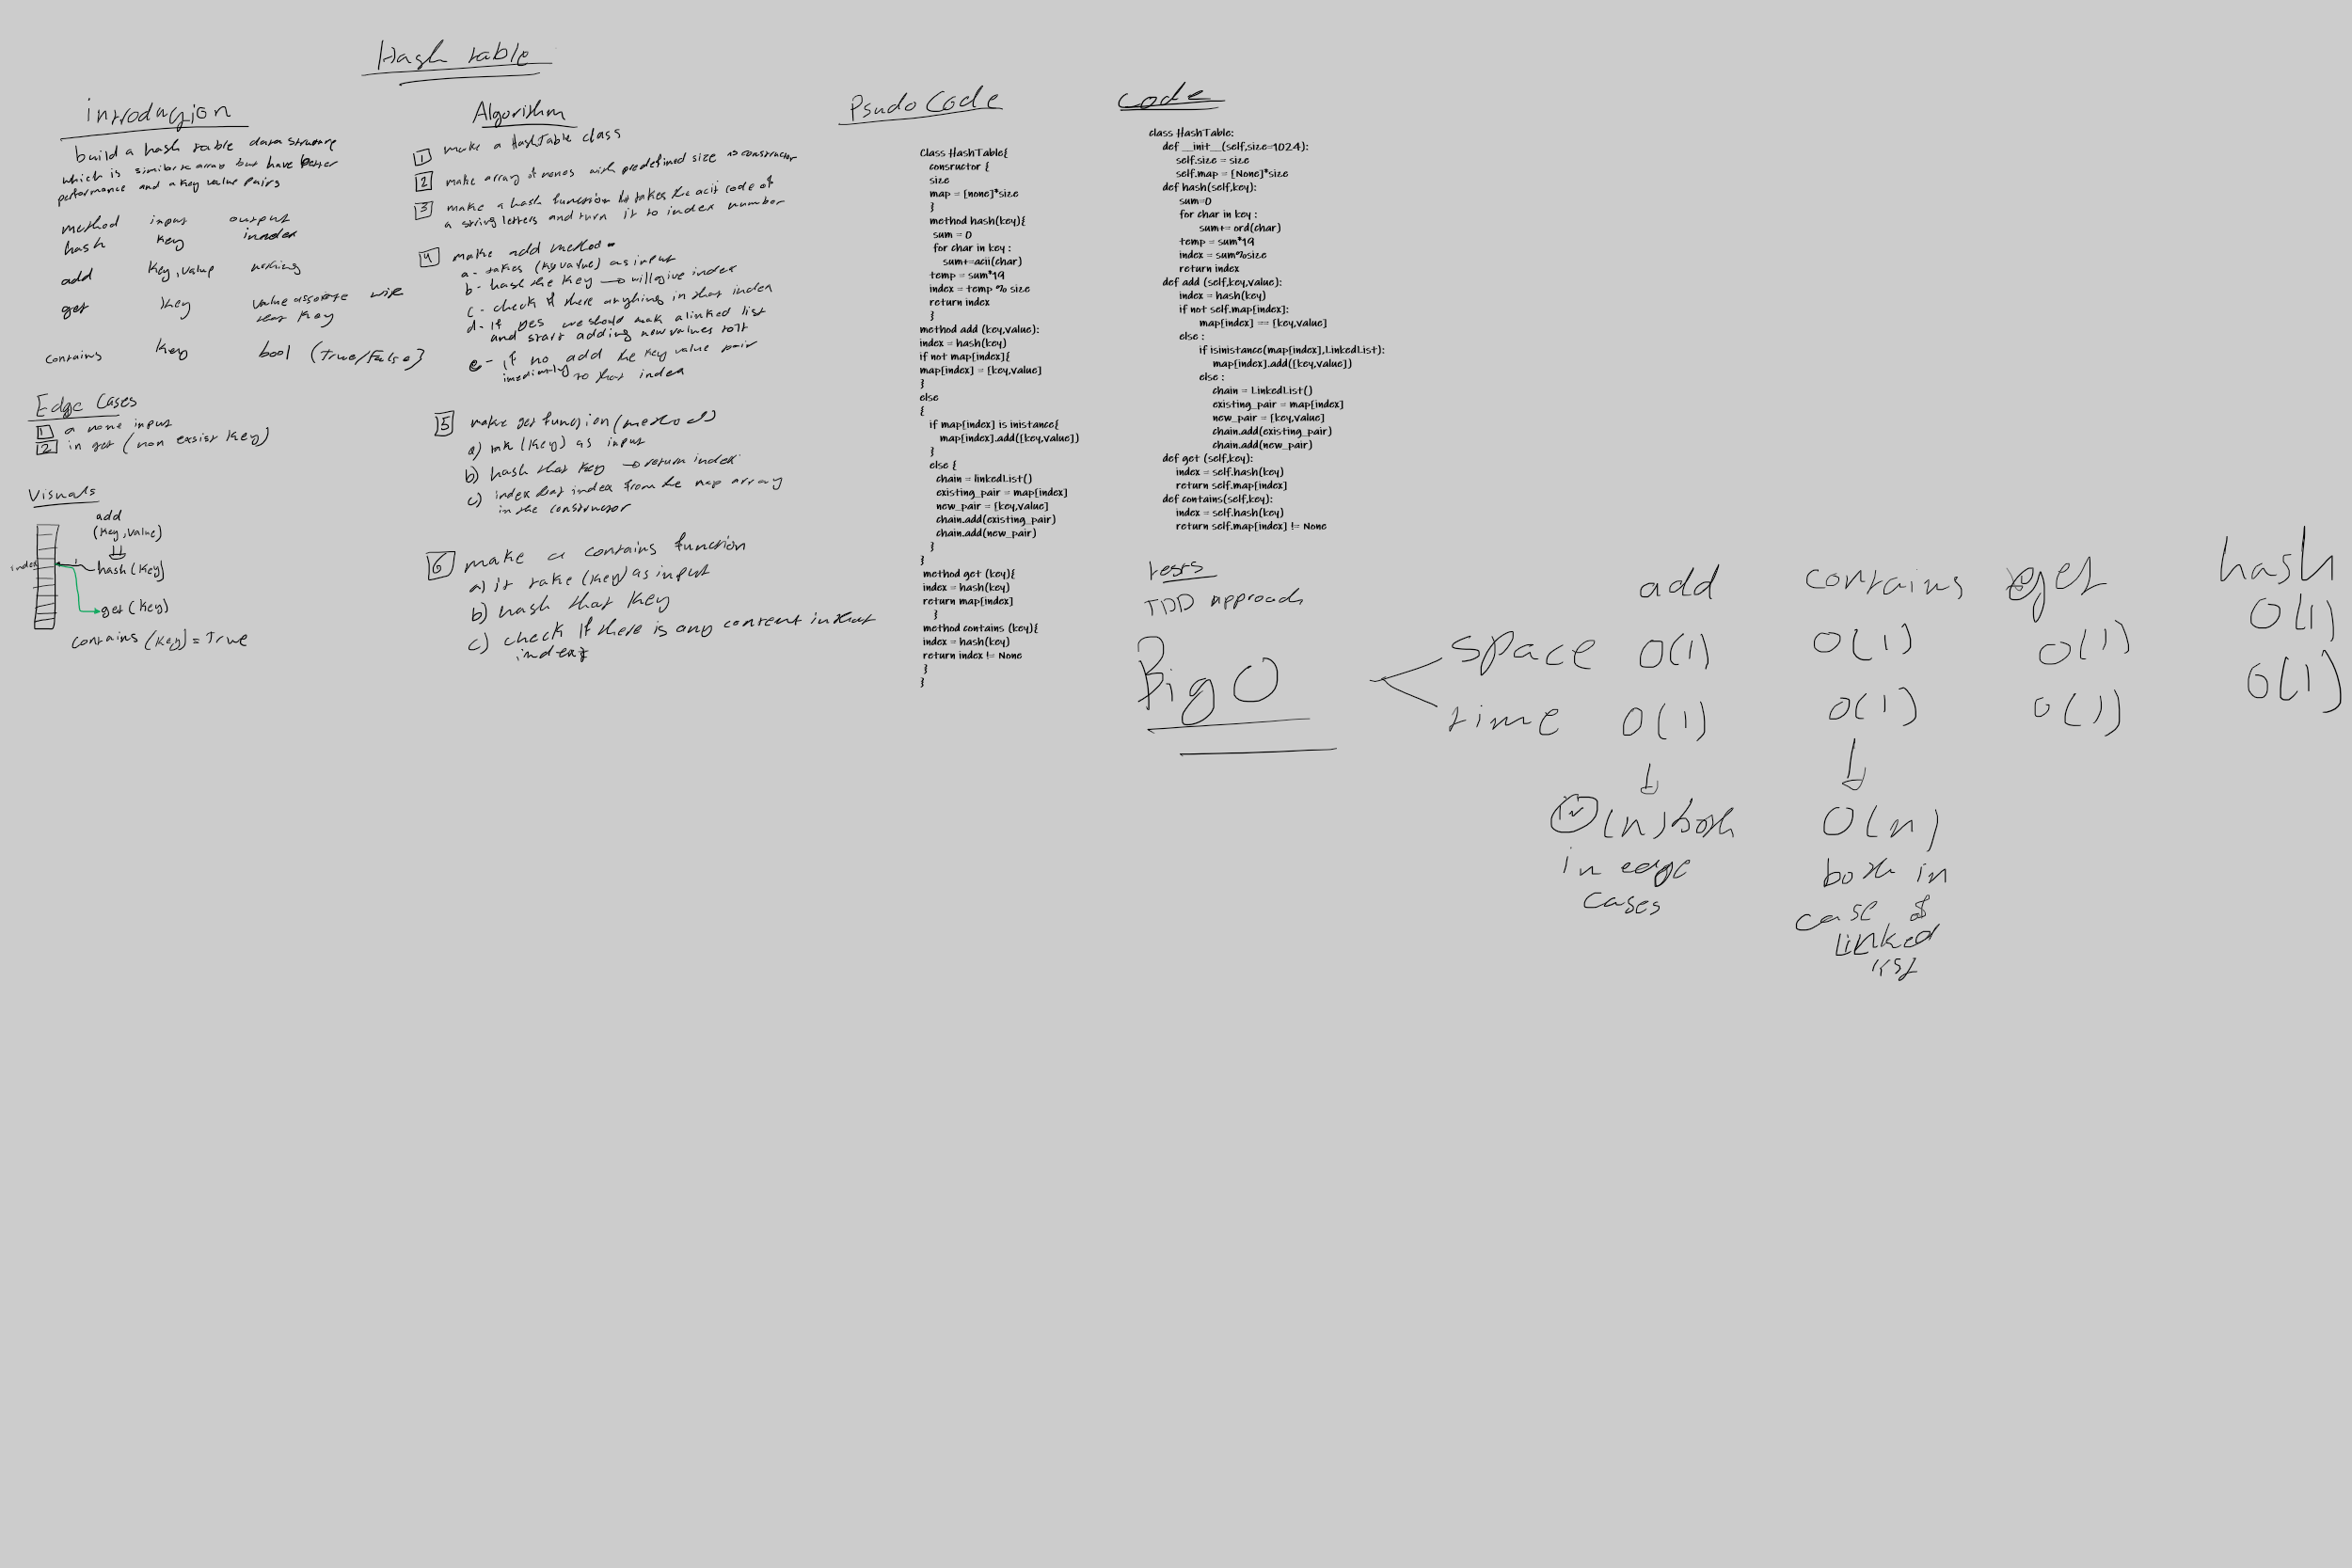 Hash table
introducyion
build a hash table data structure
which is similar to array but have better
performance and a key value pairs
method input output
hash key inndex
add key, value nothing
get key value assosiate with
that key
contains key bool (True/False)
Edge Cases
1 a none input
2 in get (non exsist key)
Visuals
add
(key, value)
index
hash (key)
get (key)
contains (key) = True
Algorithm
1 make a HashTable class
2 make array of nones with predefined size as constructor
3 make a hash function takes the acii code of
a string letters and turn it to index number
4 make add method
a- takes (key value) as input
b- hash the key → will give index
c- check if there anything in that index
d- if yes we should mak a linked list
and start adding new values to it
e- if no add the key value pair
imediantly to that index
5 make get funcyion (method)
a) (key) as input
b) hash that key → return index
c) index that index from the map array
in the constructor
6 make a contains function
a) it take (key) as input
b) hash that key
c) check if there is any content in that
index
Psudo Code
Class HashTable{
consructor {
size
map = [none]*size
}
method hash(key){
sum = 0
for char in key :
sum+=acii(char)
temp = sum*19
index = temp % size
return index
}
method add (key,value):
index = hash(key)
if not map[index]{
map[index] = [key,value]
}
else
{
if map[index] is inistance{
map[index].add([key,value])
}
else {
chain = linkedList()
existing_pair = map[index]
new_pair = [key,value]
chain.add(existing_pair)
chain.add(new_pair)
}
}
method get (key){
index = hash(key)
return map[index]
}
method contains (key){
index = hash(key)
return index != None
}
}
code
class HashTable:
def __init__(self,size=1024):
self.size = size
self.map = [None]*size
def hash(self,key):
sum=0
for char in key :
sum+= ord(char)
temp = sum*19
index = sum%size
return index
def add (self,key,value):
index = hash(key)
if not self.map[index]:
map[index] == [key,value]
else :
if isinistance(map[index],LinkedList):
map[index].add([key,value])
else :
chain = LinkedList()
existing_pair = map[index]
new_pair = [key,value]
chain.add(existing_pair)
chain.add(new_pair)
def get (self,key):
index = self.hash(key)
return self.map[index]
def contains(self,key):
index = self.hash(key)
return self.map[index] != None
tests
TDD approach
Big O
add contains get hash
space O(1) O(1) O(1) O(1)
time O(1) O(1) O(1) O(1)
(n) both
in edge
cases
O(n)
both in
case of
Linked
list